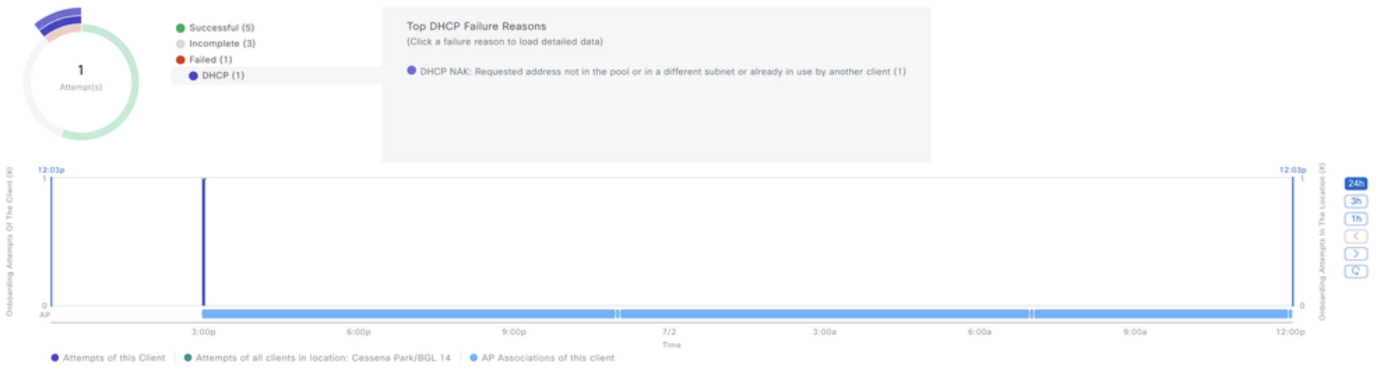 1
Attempt(s)
Successful (5)
Incomplete (3)
Failed (1)
DHCP (1)
Top DHCP Failure Reasons
(Click a failure reason to load detailed data)
DHCP NAK: Requested address not in the pool or in a different subnet or already in use by another client (1)
Onboarding Attempts Of The Client (#)
12:03p
12:03p
1
1
0
0
AP
Onboarding Attempts In The Location (#)
24h
3h
1h
<
>
3:00p 6:00p 9:00p 7/2 3:00a 6:00a 9:00a 12:00p
Time
Attempts of this Client
Attempts of all clients in location: Cessena Park/BGL 14
AP Associations of this client